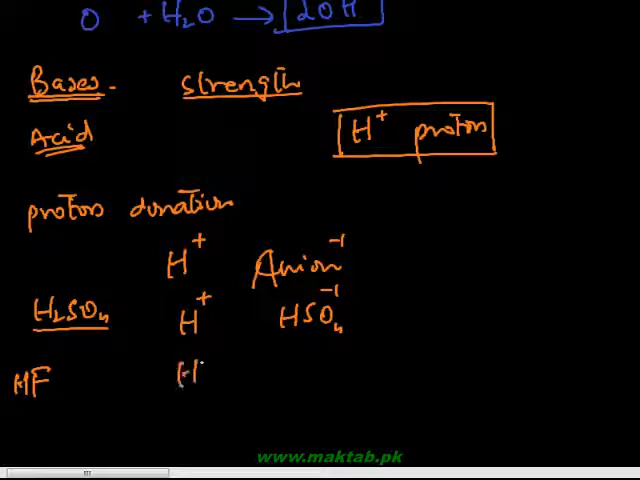 O + H₂O → 2OH
Bases. strength
Acid
H⁺ proton
proton donation
H⁺ Anion⁻¹
H₂SO₄ H⁺ HSO₄⁻¹
HF H
www.maktab.pk